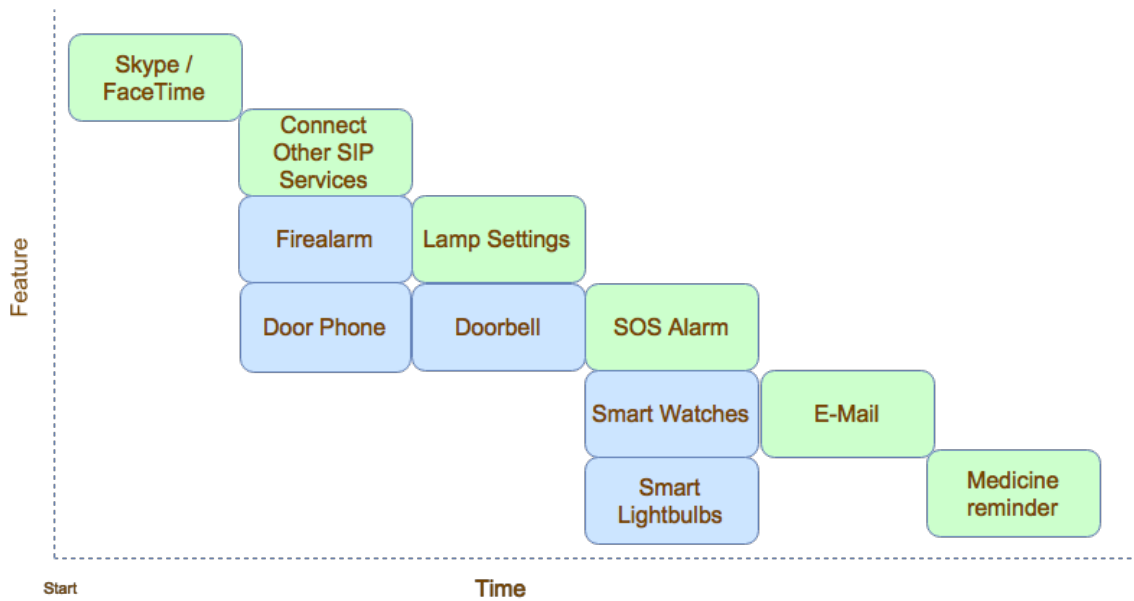 Skype /
FaceTime
Connect
Other SIP
Services
Firealarm
Lamp Settings
Feature
Door Phone
Doorbell
SOS Alarm
Smart Watches
E-Mail
Smart
Lightbulbs
Medicine
reminder
Start
Time